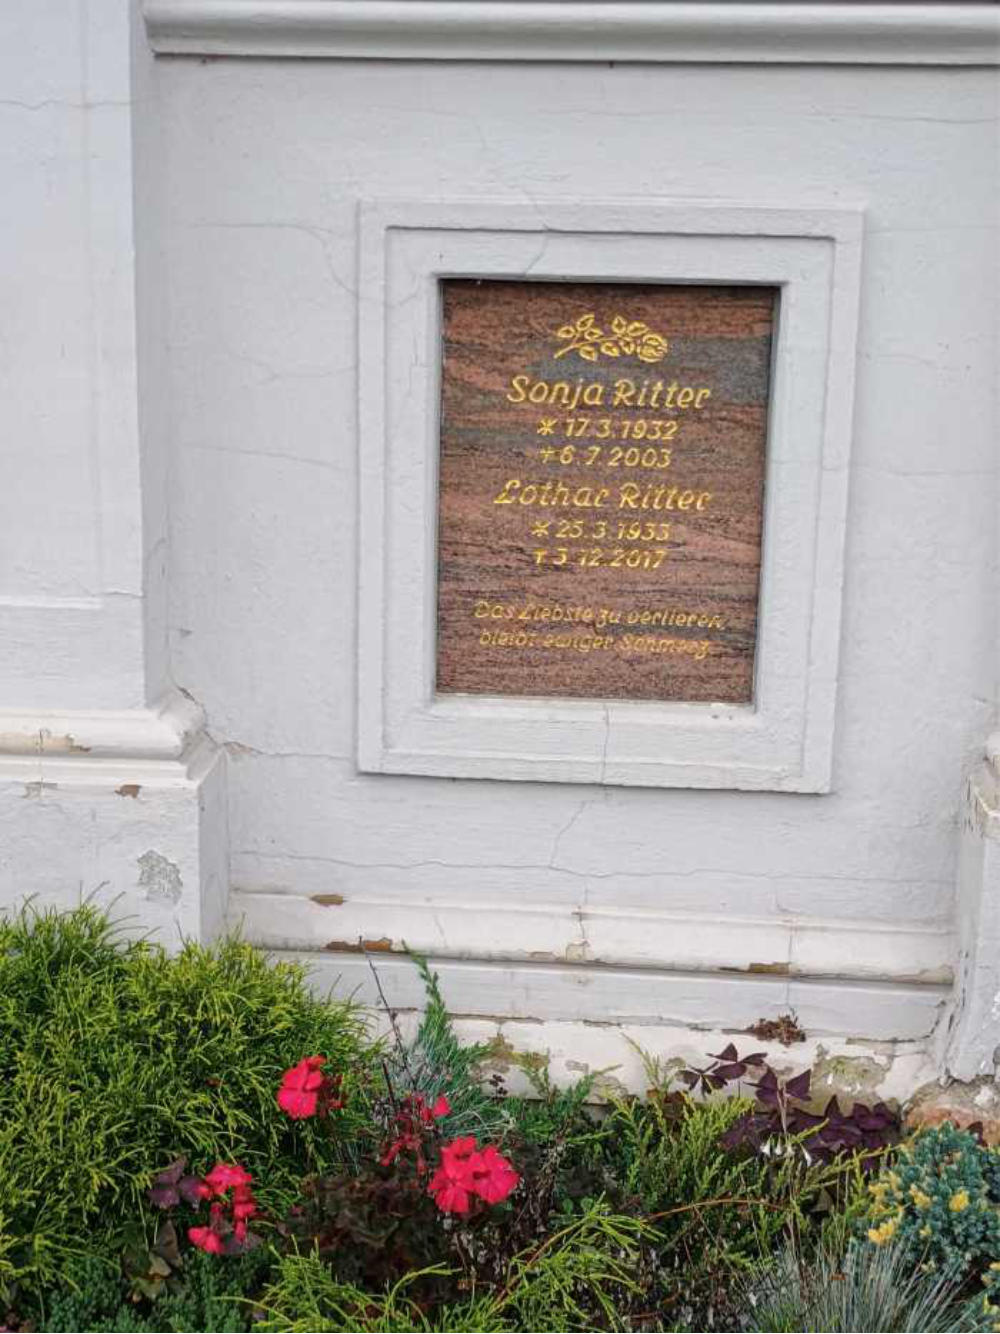 Sonja Ritter
* 17.3.1932
+ 6.7.2003
Lothar Ritter
* 25.3.1933
+ 3.12.2017
Das Liebste zu verlieren,
bleibt ewiger Schmerz.